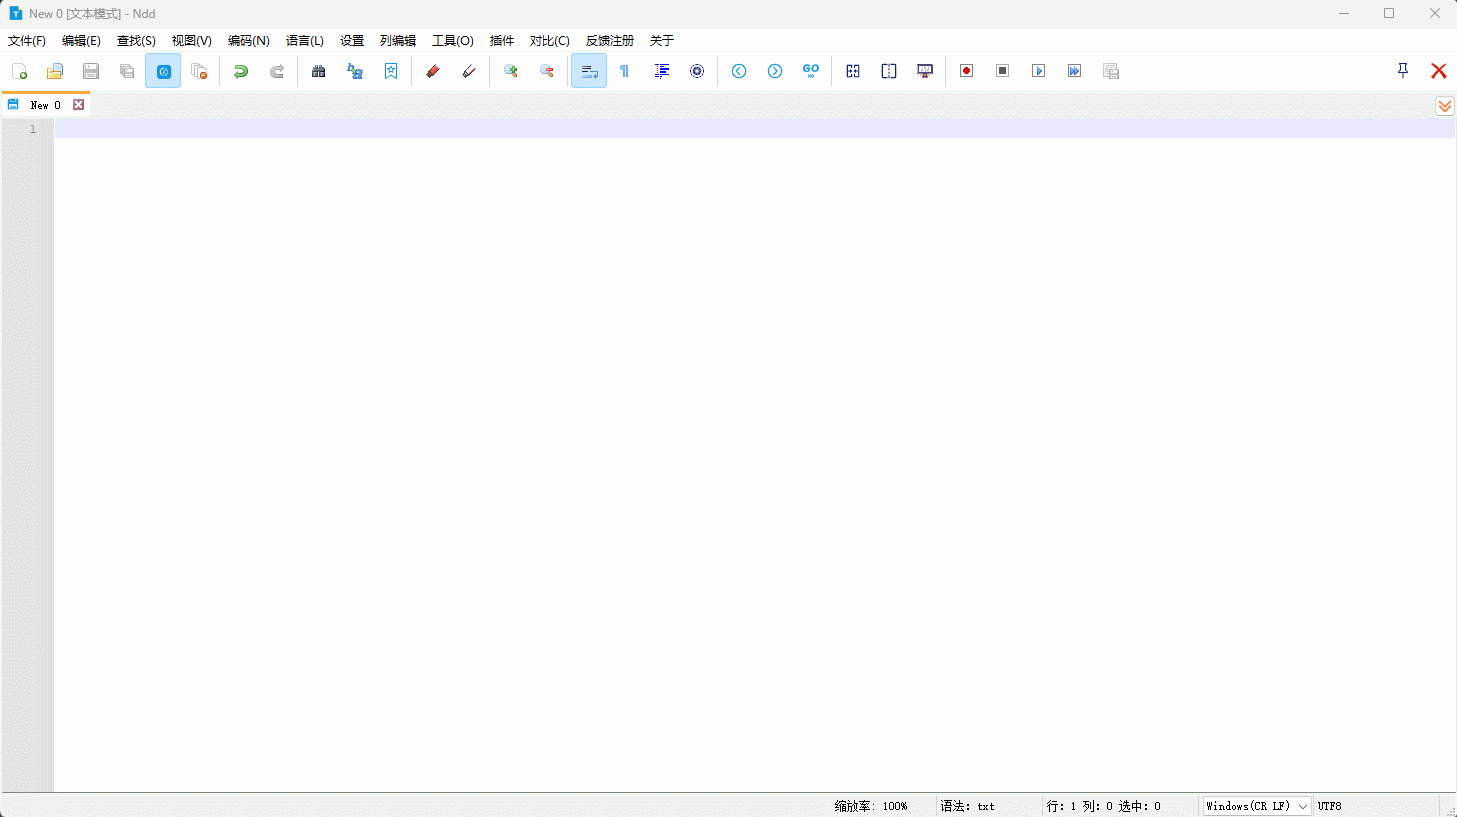 New 0 [文本模式] - Ndd
文件(F) 编辑(E) 查找(S) 视图(V) 编码(N) 语言(L) 设置 列编辑 工具(O) 插件 对比(C) 反馈注册 关于
GO
New 0
1
缩放率: 100% 语法: txt 行: 1 列: 0 选中: 0 Windows(CR LF) UTF8